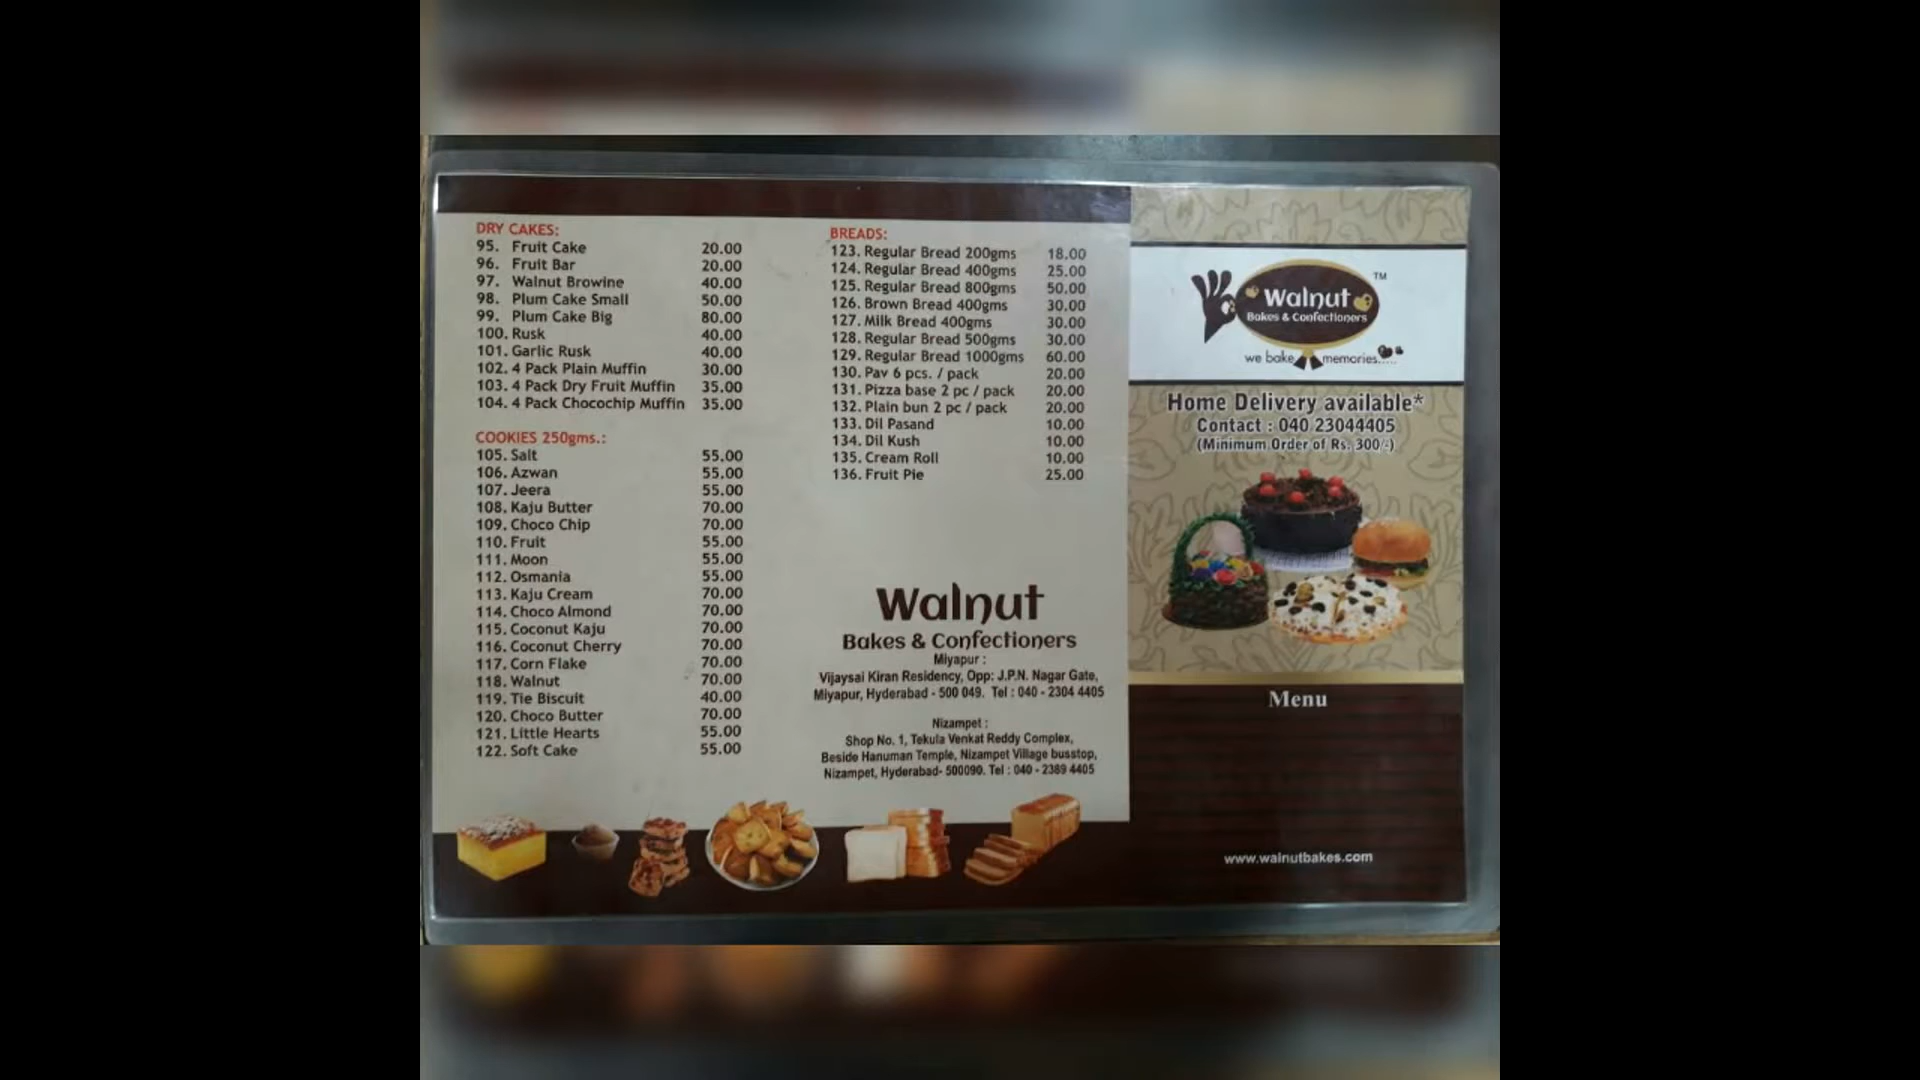 DRY CAKES:
95. Fruit Cake 20.00
96. Fruit Bar 20.00
97. Walnut Browine 40.00
98. Plum Cake Small 50.00
99. Plum Cake Big 80.00
100. Rusk 40.00
101. Garlic Rusk 40.00
102. 4 Pack Plain Muffin 30.00
103. 4 Pack Dry Fruit Muffin 35.00
104. 4 Pack Chocochip Muffin 35.00
COOKIES 250gms.:
105. Salt 55.00
106. Azwan 55.00
107. Jeera 55.00
108. Kaju Butter 70.00
109. Choco Chip 70.00
110. Fruit 55.00
111. Moon 55.00
112. Osmania 55.00
113. Kaju Cream 70.00
114. Choco Almond 70.00
115. Coconut Kaju 70.00
116. Coconut Cherry 70.00
117. Corn Flake 70.00
118. Walnut 70.00
119. Tie Biscuit 40.00
120. Choco Butter 70.00
121. Little Hearts 55.00
122. Soft Cake 55.00
BREADS:
123. Regular Bread 200gms 18.00
124. Regular Bread 400gms 25.00
125. Regular Bread 800gms 50.00
126. Brown Bread 400gms 30.00
127. Milk Bread 400gms 30.00
128. Regular Bread 500gms 30.00
129. Regular Bread 1000gms 60.00
130. Pav 6 pcs. / pack 20.00
131. Pizza base 2 pc / pack 20.00
132. Plain bun 2 pc / pack 20.00
133. Dil Pasand 10.00
134. Dil Kush 10.00
135. Cream Roll 10.00
136. Fruit Pie 25.00
Walnut
Bakes & Confectioners
Miyapur :
Vijaysai Kiran Residency, Opp: J.P.N. Nagar Gate,
Miyapur, Hyderabad - 500 049. Tel : 040 - 2304 4405
Nizampet :
Shop No. 1, Tekula Venkat Reddy Complex,
Beside Hanuman Temple, Nizampet Village busstop,
Nizampet, Hyderabad- 500090. Tel : 040 - 2389 4405
TM
Walnut
Bakes & Confectioners
we bake memories.....
Home Delivery available*
Contact : 040 23044405
(Minimum Order of Rs. 300/-)
Menu
www.walnutbakes.com